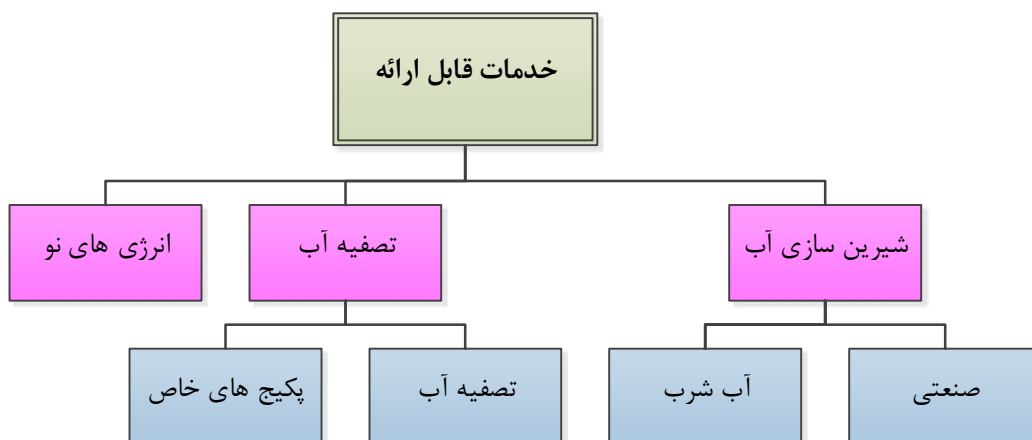 خدمات قابل ارائه
شیرین سازی آب
تصفیه آب
انرژی های نو
صنعتی
آب شرب
تصفیه آب
پکیج های خاص